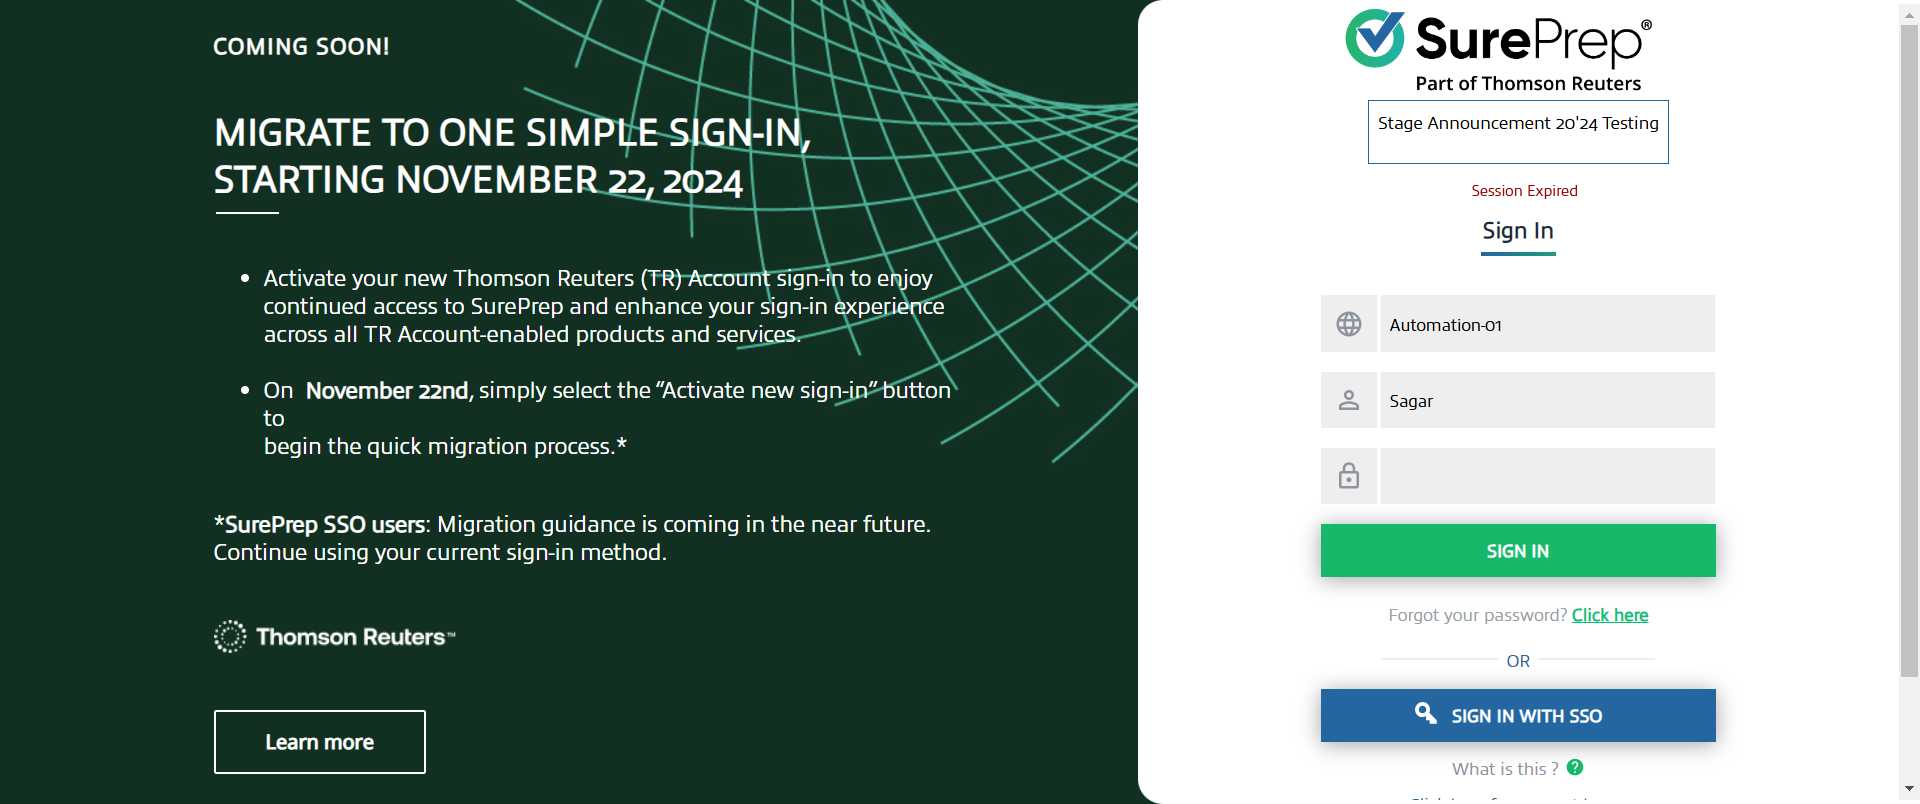 COMING SOON!
MIGRATE TO ONE SIMPLE SIGN-IN,
STARTING NOVEMBER 22, 2024
• Activate your new Thomson Reuters (TR) Account sign-in to enjoy
continued access to SurePrep and enhance your sign-in experience
across all TR Account-enabled products and services.
• On November 22nd, simply select the “Activate new sign-in” button
to
begin the quick migration process.*
*SurePrep SSO users: Migration guidance is coming in the near future.
Continue using your current sign-in method.
Thomson Reuters™
Learn more
SurePrep®
Part of Thomson Reuters
Stage Announcement 20'24 Testing
Session Expired
Sign In
Automation-01
Sagar
SIGN IN
Forgot your password? Click here
OR
SIGN IN WITH SSO
What is this ? ?